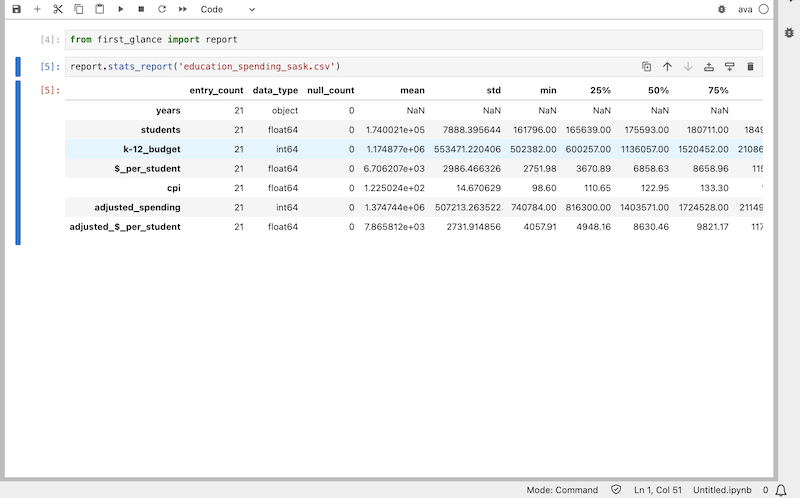 Code ava
[4]: from first_glance import report
[5]: report.stats_report('education_spending_sask.csv')
[5]: entry_count data_type null_count mean std min 25% 50% 75%
years 21 object 0 NaN NaN NaN NaN NaN NaN
students 21 float64 0 1.740021e+05 7888.395644 161796.00 165639.00 175593.00 180711.00 1849
k-12_budget 21 int64 0 1.174877e+06 553471.220406 502382.00 600257.00 1136057.00 1520452.00 21086
$_per_student 21 float64 0 6.706207e+03 2986.466326 2751.98 3670.89 6858.63 8658.96 115
cpi 21 float64 0 1.225024e+02 14.670629 98.60 110.65 122.95 133.30
adjusted_spending 21 int64 0 1.374744e+06 507213.263522 740784.00 816300.00 1403571.00 1724528.00 21149
adjusted_$_per_student 21 float64 0 7.865812e+03 2731.914856 4057.91 4948.16 8630.46 9821.17 117
Mode: Command Ln 1, Col 51 Untitled.ipynb 0